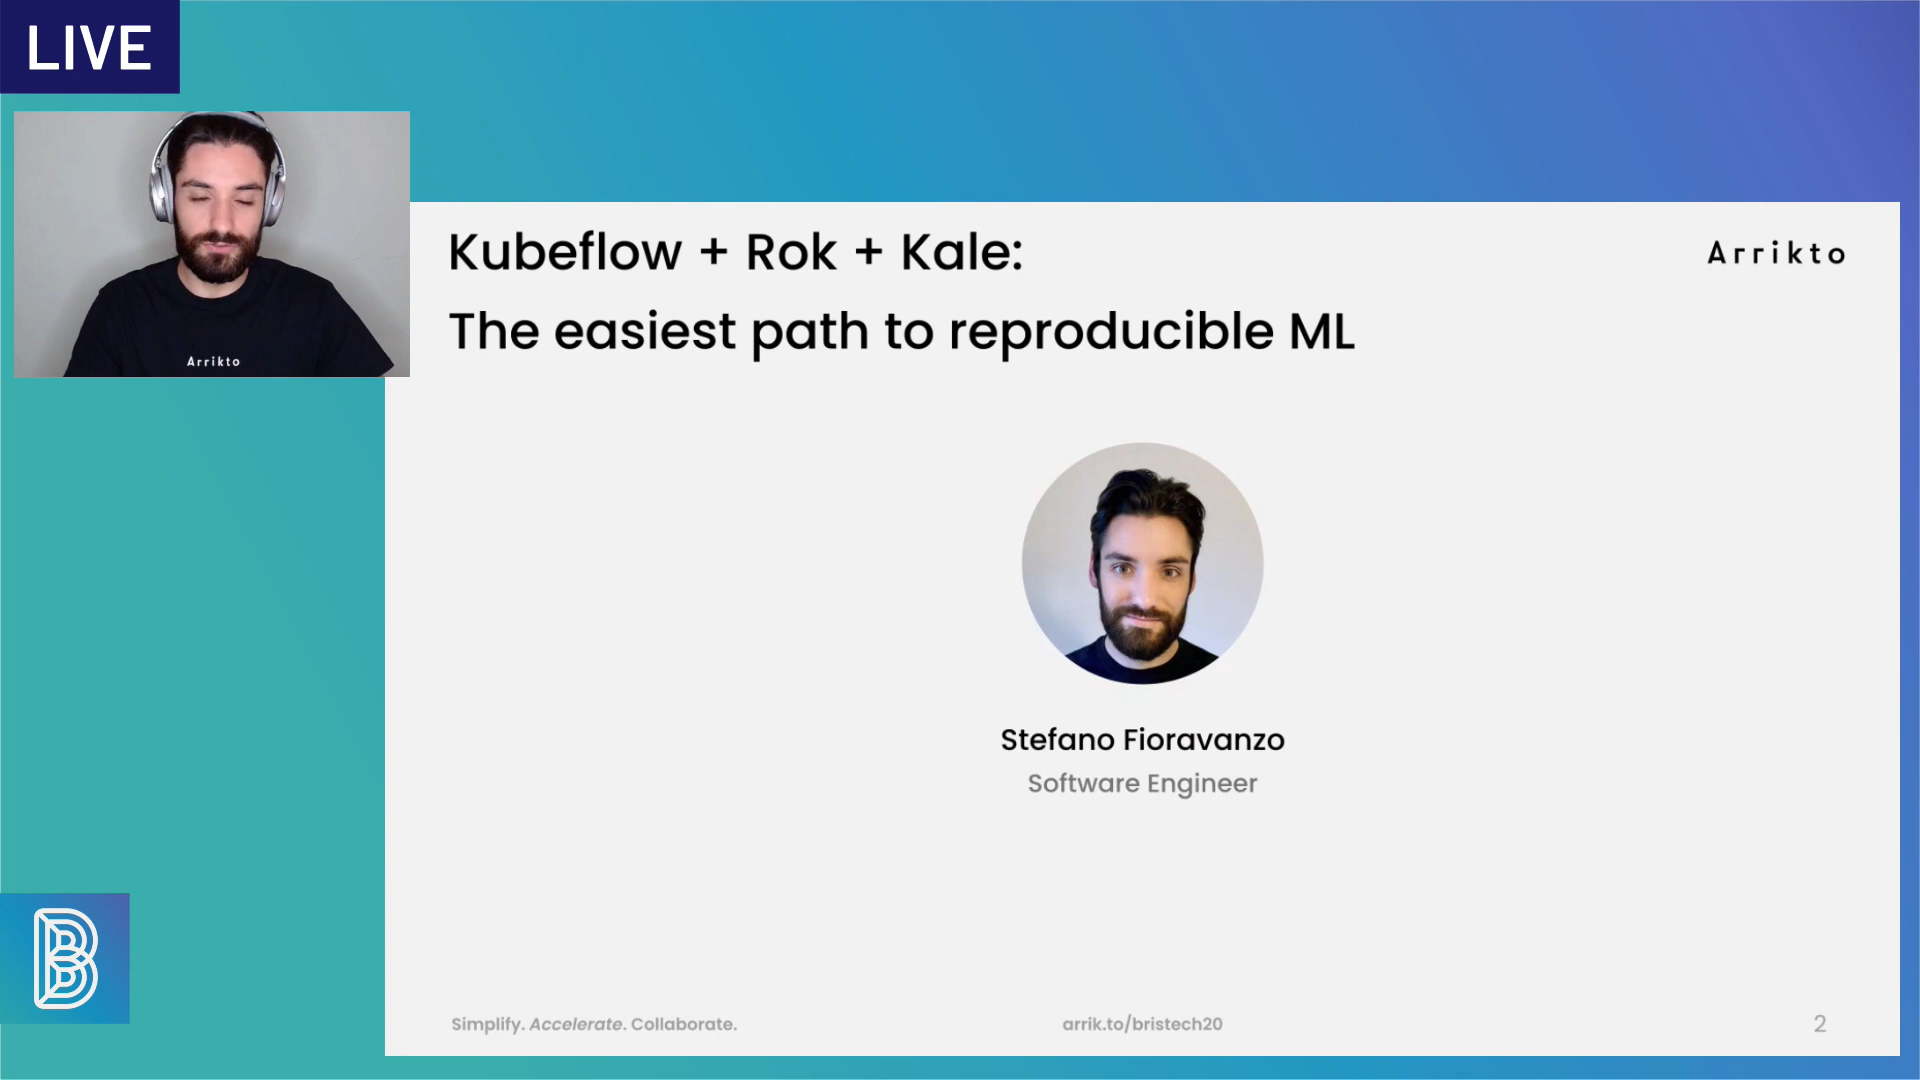 LIVE
Arrikto
Kubeflow + Rok + Kale:
The easiest path to reproducible ML
Arrikto
Stefano Fioravanzo
Software Engineer
B
Simplify. Accelerate. Collaborate.
arrik.to/bristech20
2